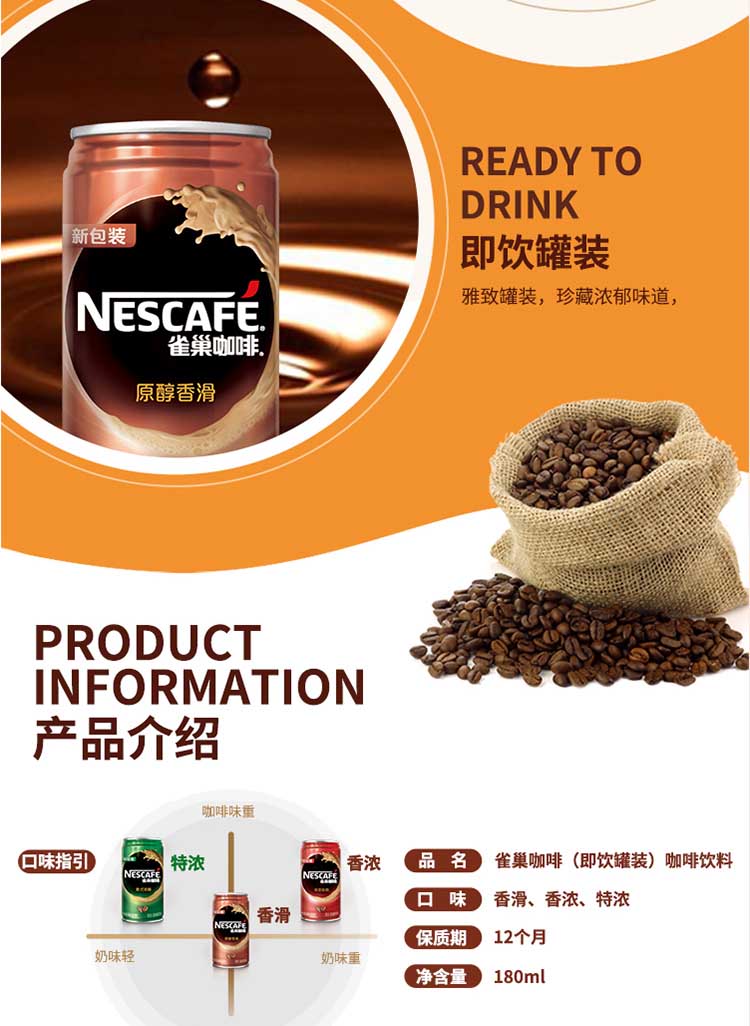 READY TO
DRINK
即饮罐装
雅致罐装，珍藏浓郁味道，
新包装
NESCAFÉ
雀巢咖啡
原醇香滑
PRODUCT
INFORMATION
产品介绍
咖啡味重
口味指引
特浓
香浓
香滑
奶味轻
奶味重
NESCAFÉ
NESCAFÉ
NESCAFÉ
品 名 雀巢咖啡（即饮罐装）咖啡饮料
口 味 香滑、香浓、特浓
保质期 12个月
净含量 180ml